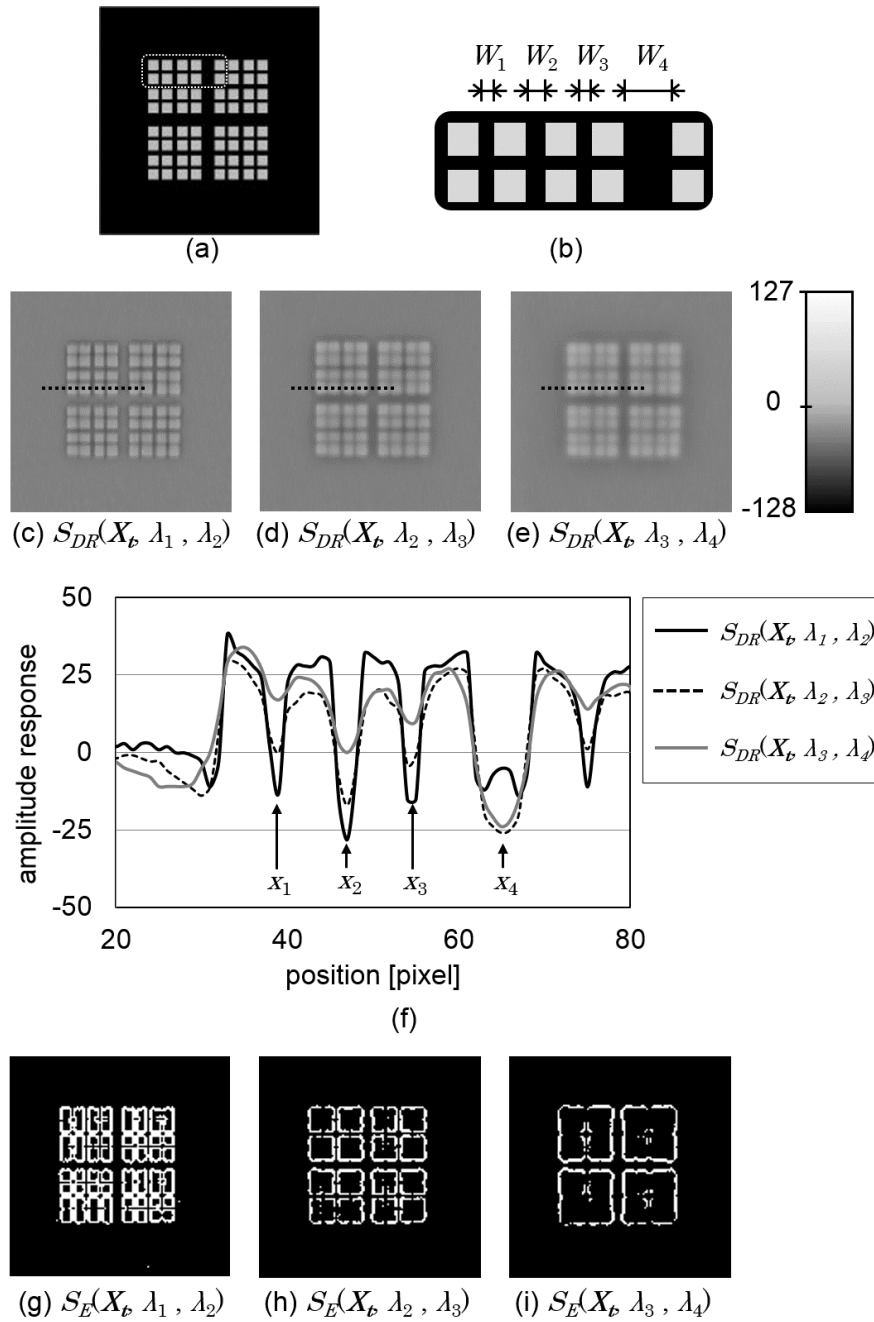 W1 W2 W3 W4
(a)
(b)
127
0
-128
(c) SDR(Xt, λ1 , λ2)
(d) SDR(Xt, λ2 , λ3)
(e) SDR(Xt, λ3 , λ4)
50
25
0
-25
-50
amplitude response
x1 x2 x3 x4
20 40 60 80
position [pixel]
SDR(Xt, λ1 , λ2)
SDR(Xt, λ2 , λ3)
SDR(Xt, λ3 , λ4)
(f)
(g) SE(Xt, λ1 , λ2)
(h) SE(Xt, λ2 , λ3)
(i) SE(Xt, λ3 , λ4)